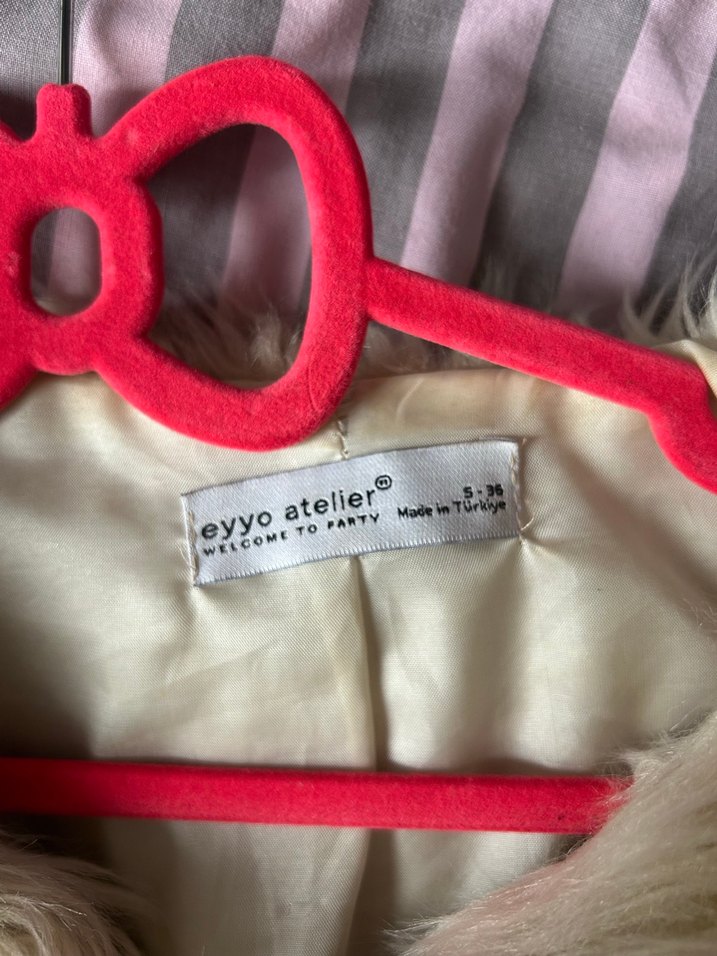 eyyo atelier
WELCOME TO PARTY
S - 36
Made in Türkiye